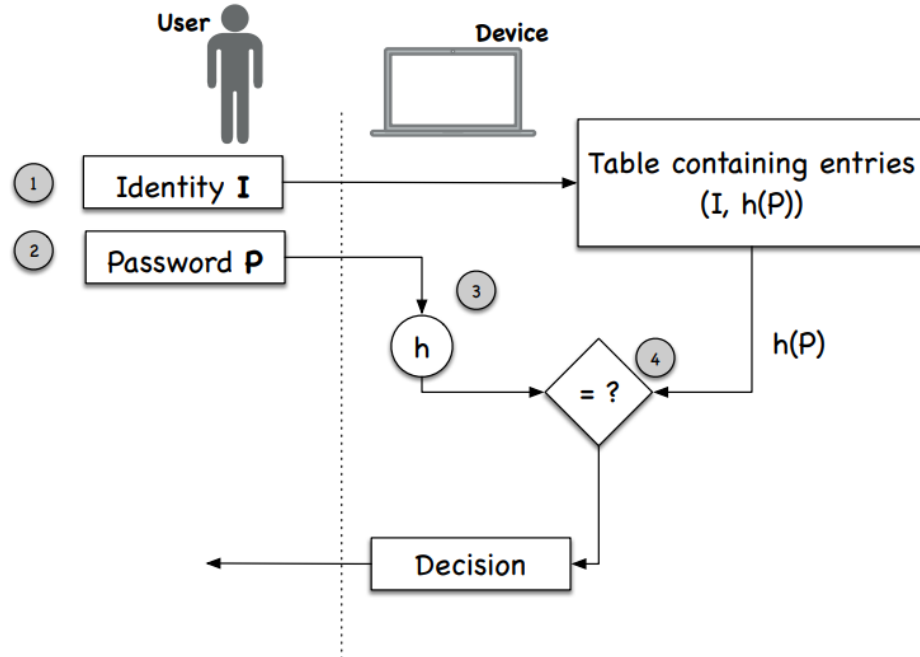 User
Device
1
Identity I
Table containing entries
(I, h(P))
2
Password P
3
h
4
h(P)
= ?
Decision